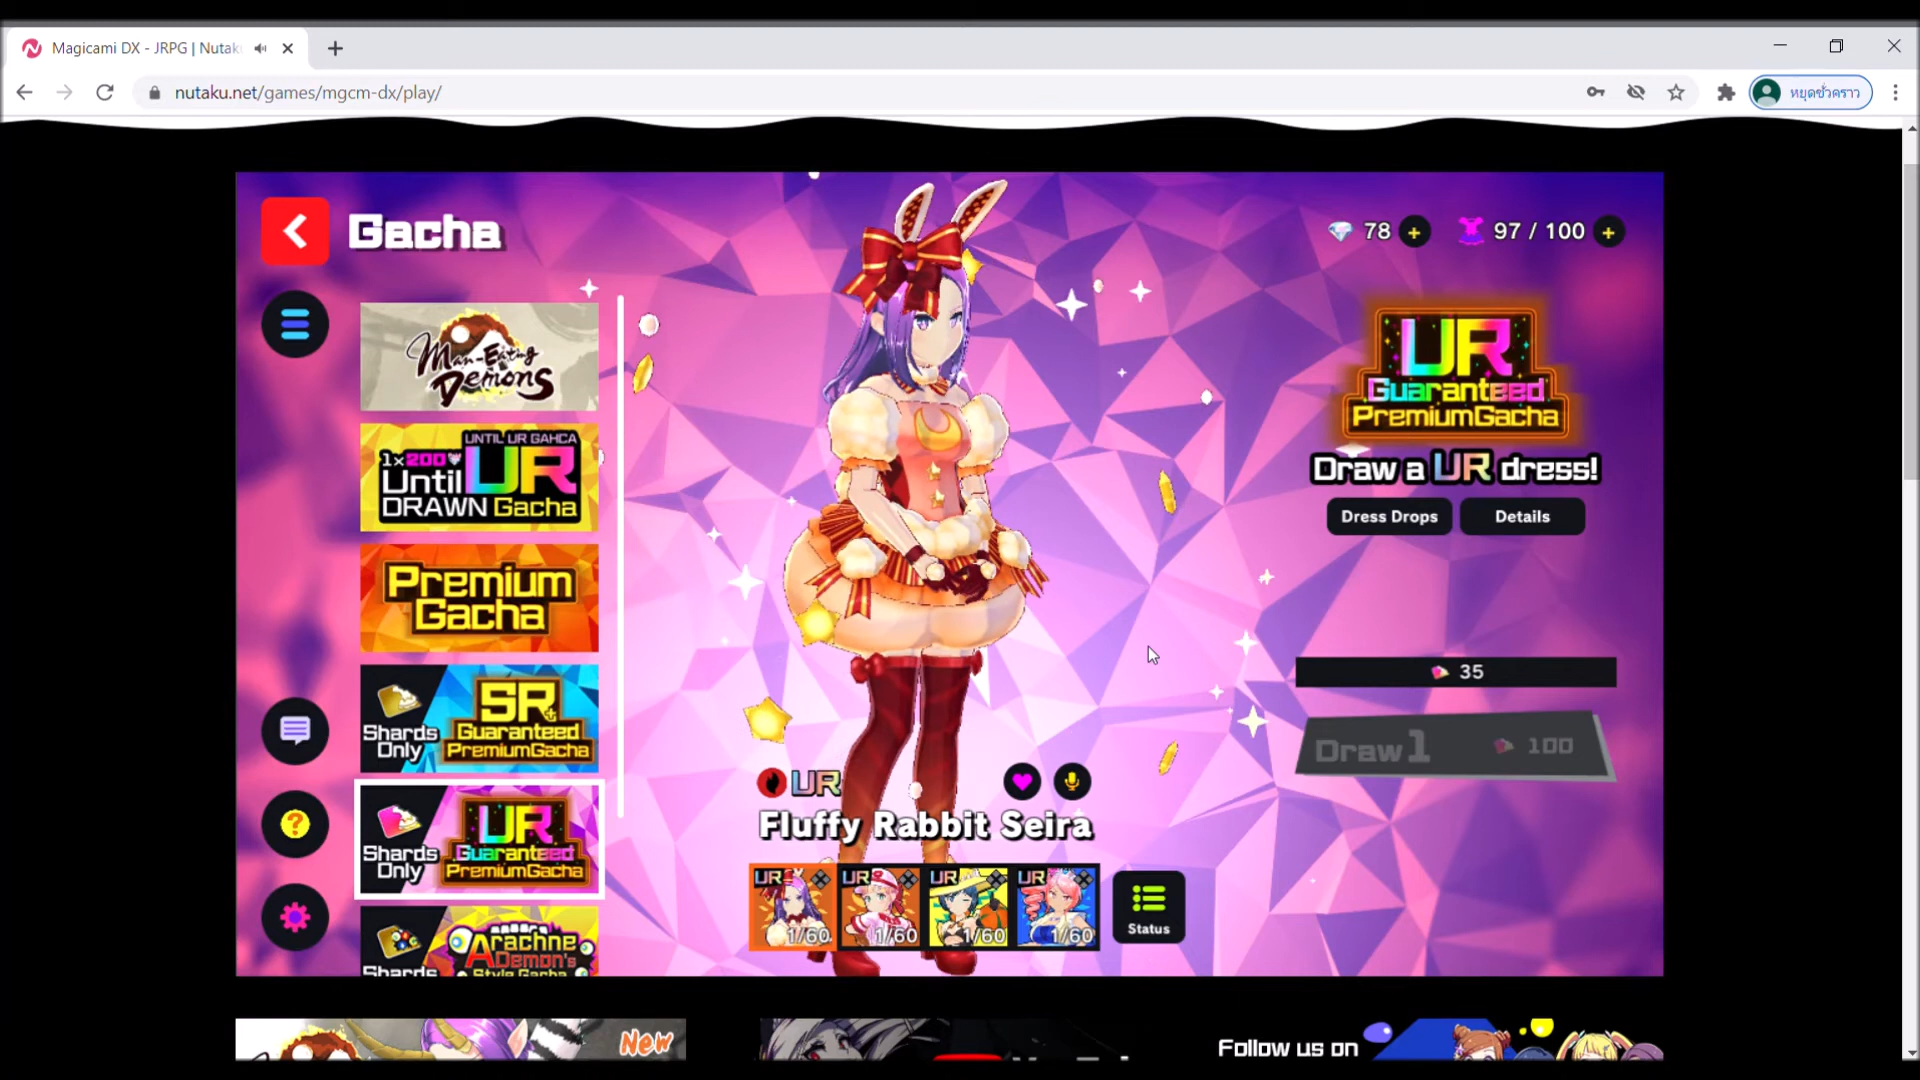 Magicami DX - JRPG | Nutak
nutaku.net/games/mgcm-dx/play/
หยุดชั่วคราว
Gacha
78
97 / 100
Man-Eating
Demons
UNTIL UR GAHCA
1x200
Until UR
DRAWN Gacha
Premium
Gacha
Shards
Only
SR+
Guaranteed
PremiumGacha
Shards
Only
UR
Guaranteed
PremiumGacha
Shards
Arachne
Demon's
Style Gacha
UR
Guaranteed
PremiumGacha
Draw a UR dress!
Dress Drops
Details
35
Draw 1
100
UR
Fluffy Rabbit Seira
UR
1/60
UR
1/60
UR
1/60
UR
1/60
Status
New
Follow us on